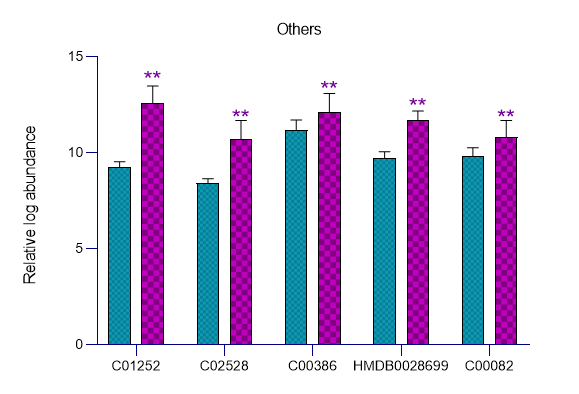 Others
Relative log abundance
15
10
5
0
** ** ** ** **
C01252 C02528 C00386 HMDB0028699 C00082